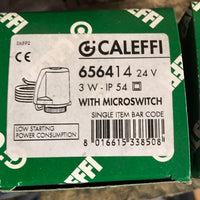 CALEFFI
656414 24 V
3 W - IP 54
WITH MICROSWITCH
LOW STARTING
POWER CONSUMPTION
SINGLE ITEM BAR CODE
8 016615 338508
CALEFFI